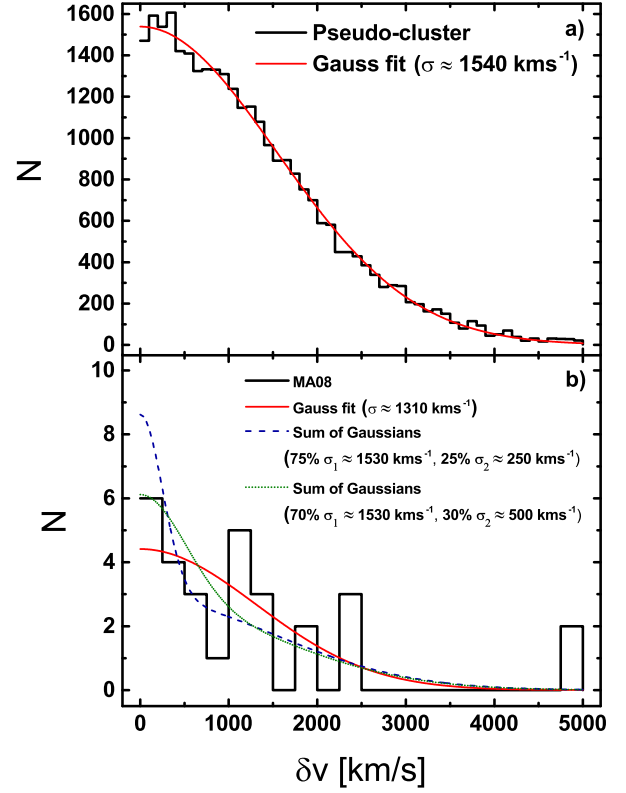 a)
Pseudo-cluster
Gauss fit (σ ≈ 1540 kms⁻¹)
1600
1400
1200
1000
800
600
400
200
0
N
b)
MA08
Gauss fit (σ ≈ 1310 kms⁻¹)
Sum of Gaussians
(75% σ₁ ≈ 1530 kms⁻¹, 25% σ₂ ≈ 250 kms⁻¹)
Sum of Gaussians
(70% σ₁ ≈ 1530 kms⁻¹, 30% σ₂ ≈ 500 kms⁻¹)
10
8
6
4
2
0
N
0 1000 2000 3000 4000 5000
δv [km/s]